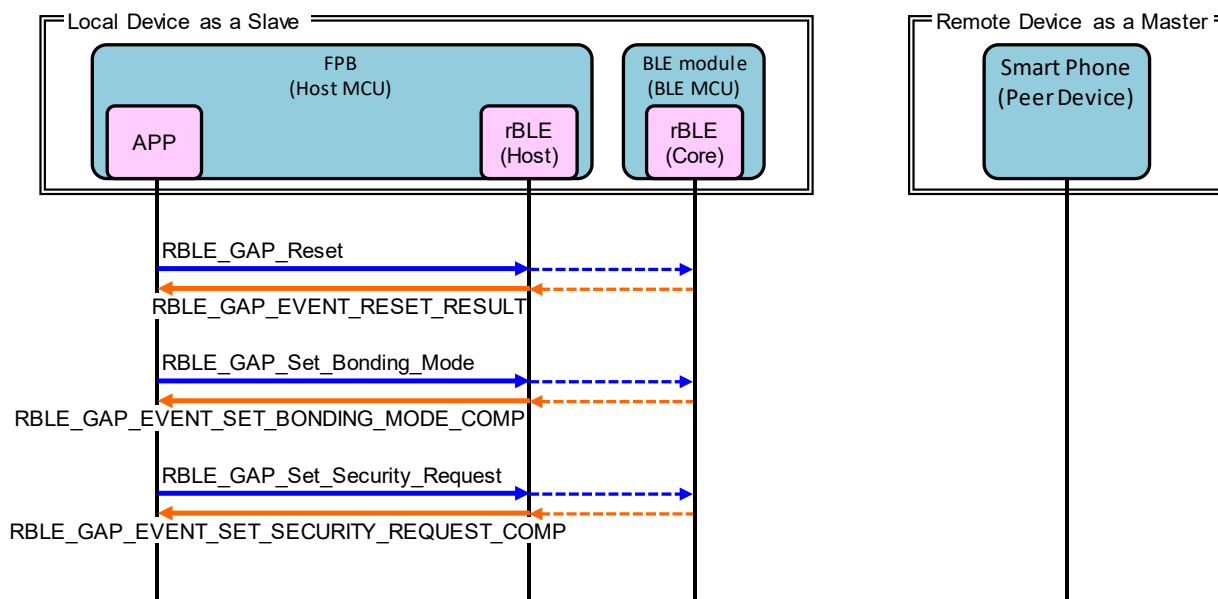 Local Device as a Slave
Remote Device as a Master
FPB
(Host MCU)
BLE module
(BLE MCU)
Smart Phone
(Peer Device)
APP
rBLE
(Host)
rBLE
(Core)
RBLE_GAP_Reset
RBLE_GAP_EVENT_RESET_RESULT
RBLE_GAP_Set_Bonding_Mode
RBLE_GAP_EVENT_SET_BONDING_MODE_COMP
RBLE_GAP_Set_Security_Request
RBLE_GAP_EVENT_SET_SECURITY_REQUEST_COMP